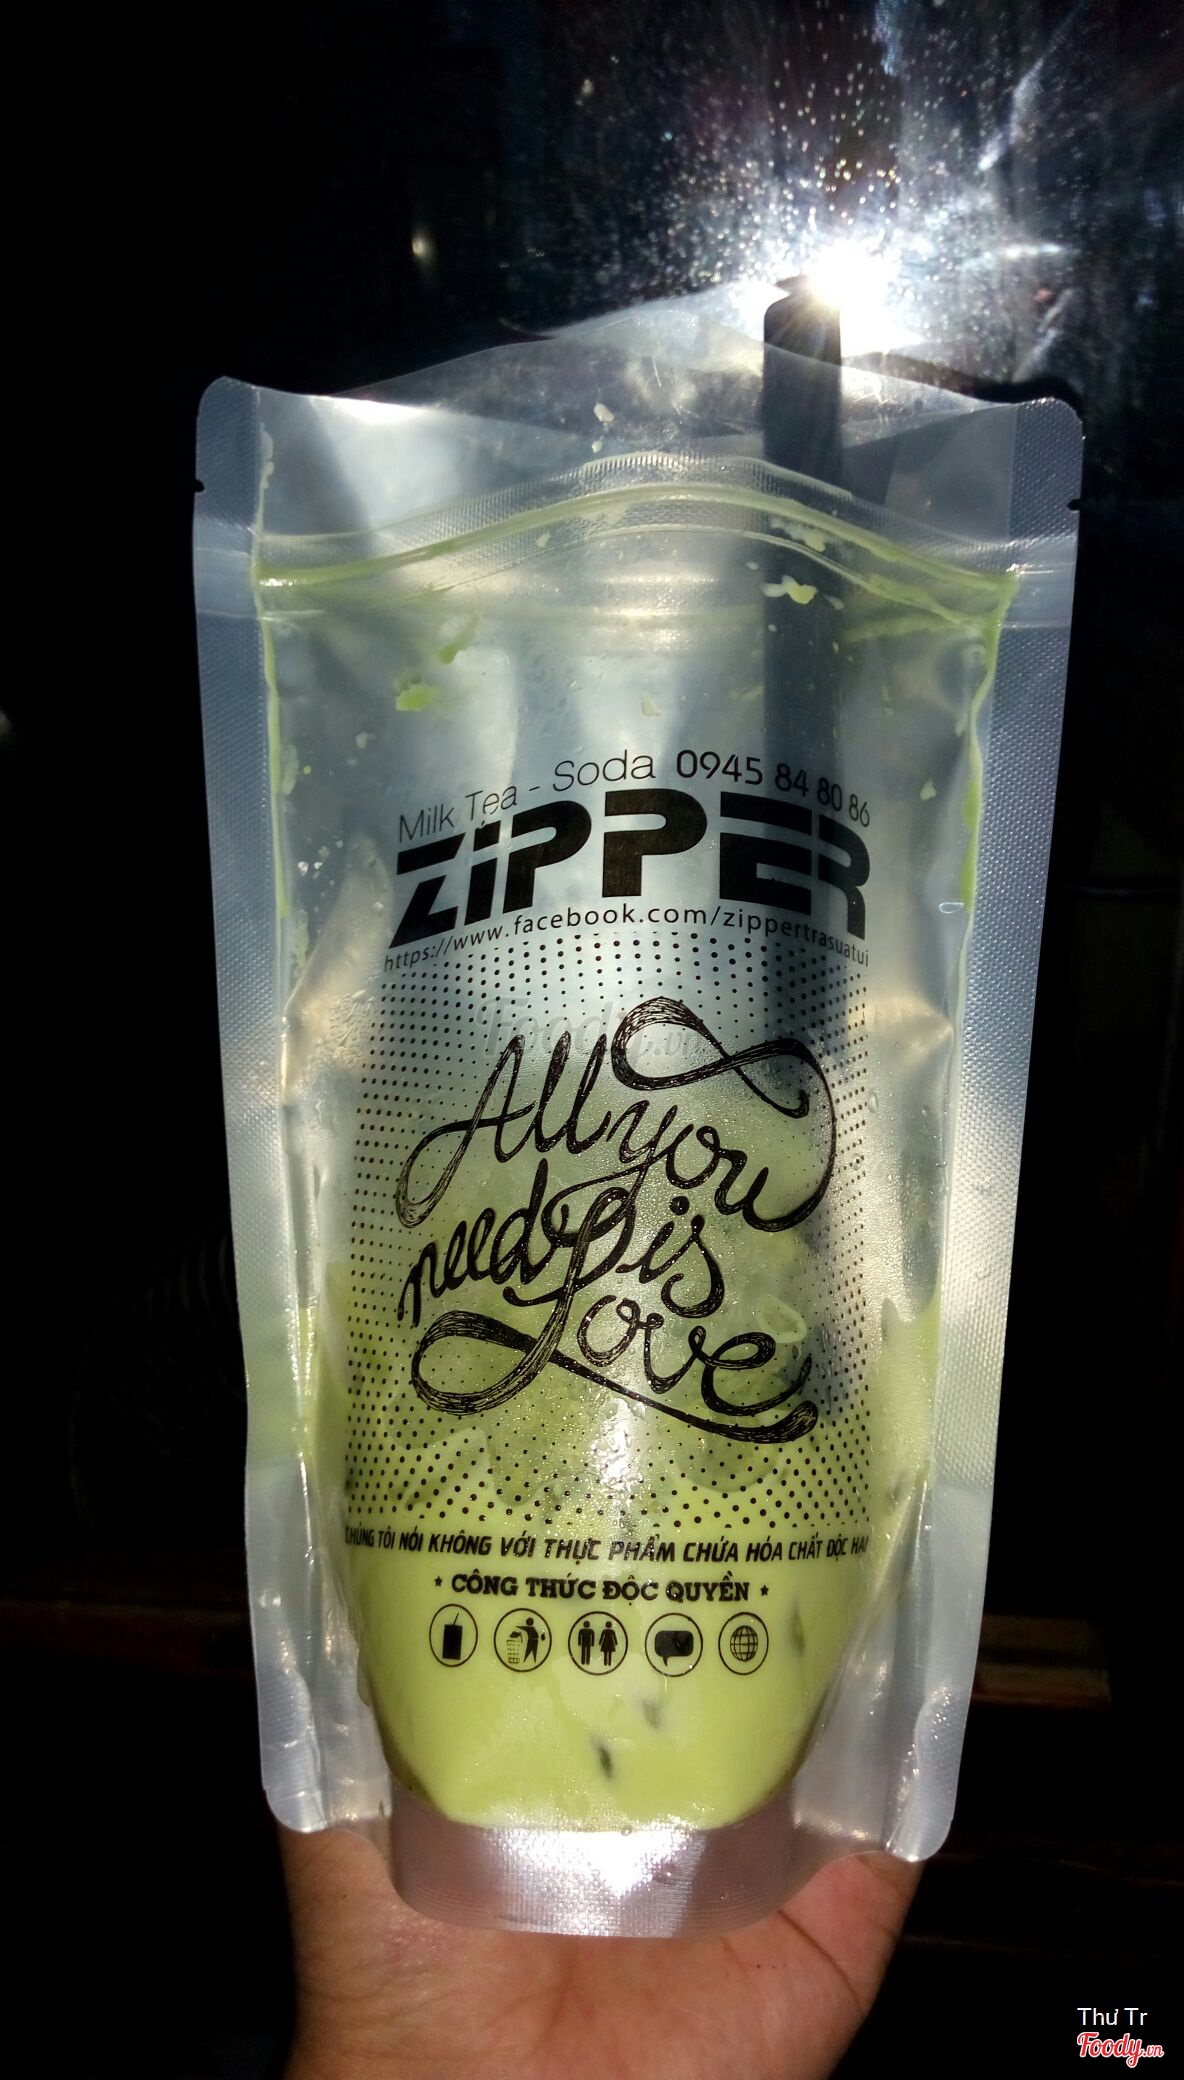 Milk Tea - Soda 0945 84 80 86
ZIPPER
https://www.facebook.com/zippertrasuatui
Foody.vn
All you
need is
Love
CHÚNG TÔI NÓI KHÔNG VỚI THỰC PHẨM CHỨA HÓA CHẤT ĐỘC HẠI
* CÔNG THỨC ĐỘC QUYỀN *
Thư Tr
Foody.vn